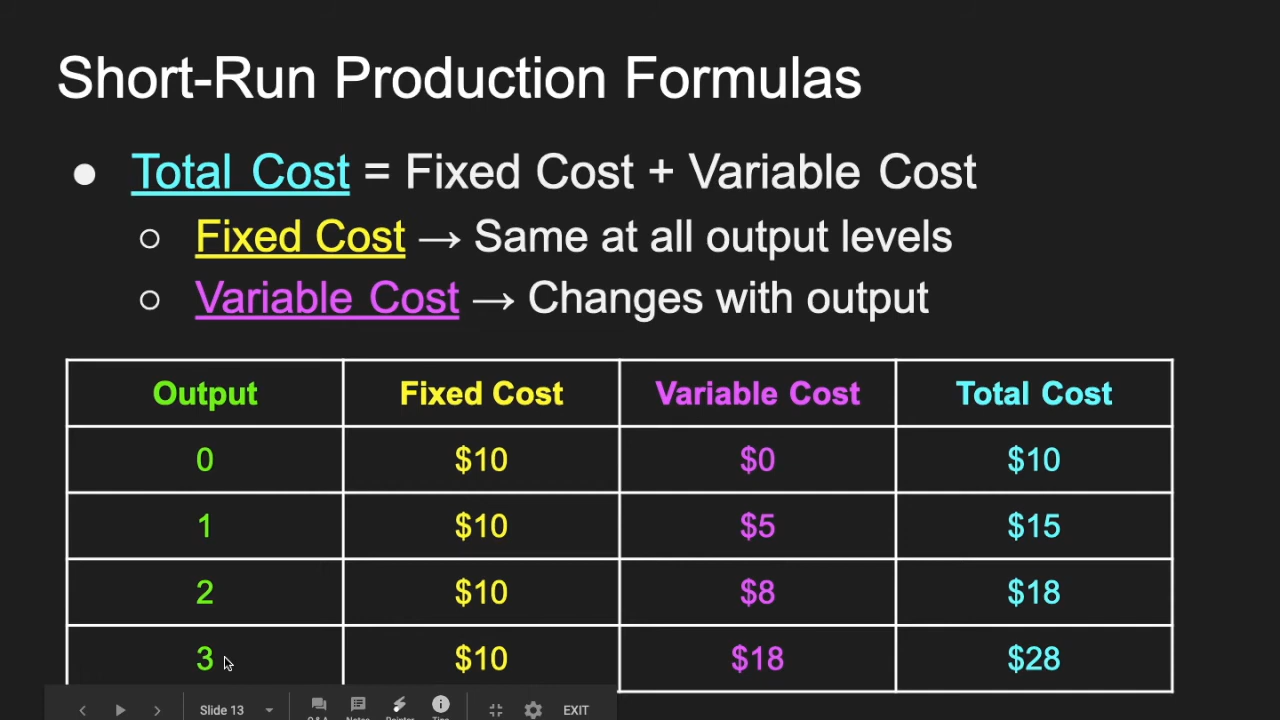 Short-Run Production Formulas
● Total Cost = Fixed Cost + Variable Cost
○ Fixed Cost → Same at all output levels
○ Variable Cost → Changes with output
Output Fixed Cost Variable Cost Total Cost
0 $10 $0 $10
1 $10 $5 $15
2 $10 $8 $18
3 $10 $18 $28
Slide 13 EXIT